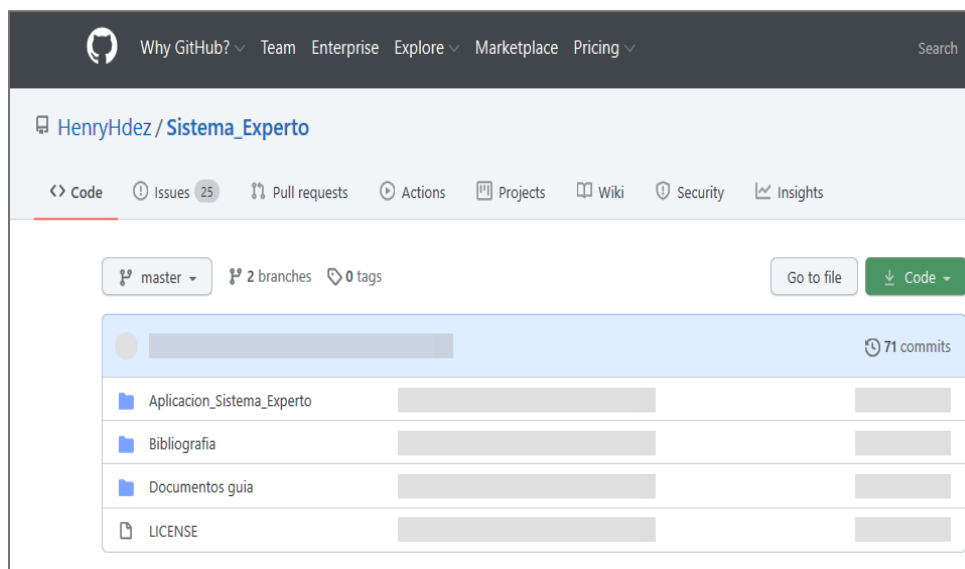 Why GitHub? Team Enterprise Explore Marketplace Pricing Search
HenryHdez / Sistema_Experto
Code Issues 25 Pull requests Actions Projects Wiki Security Insights
master 2 branches 0 tags Go to file Code
71 commits
Aplicacion_Sistema_Experto
Bibliografia
Documentos guia
LICENSE